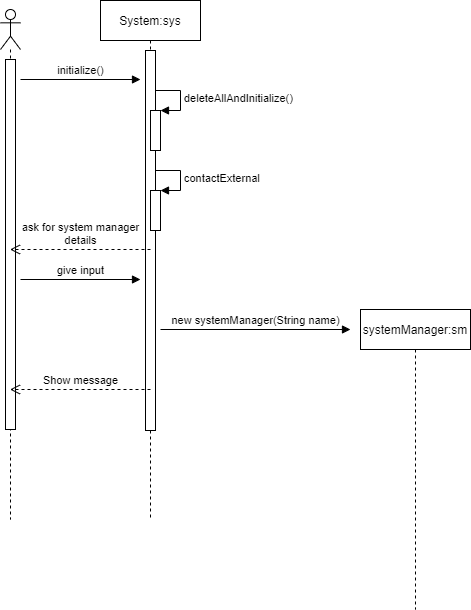 System:sys
initialize()
deleteAllAndInitialize()
contactExternal
ask for system manager
details
give input
new systemManager(String name)
systemManager:sm
Show message